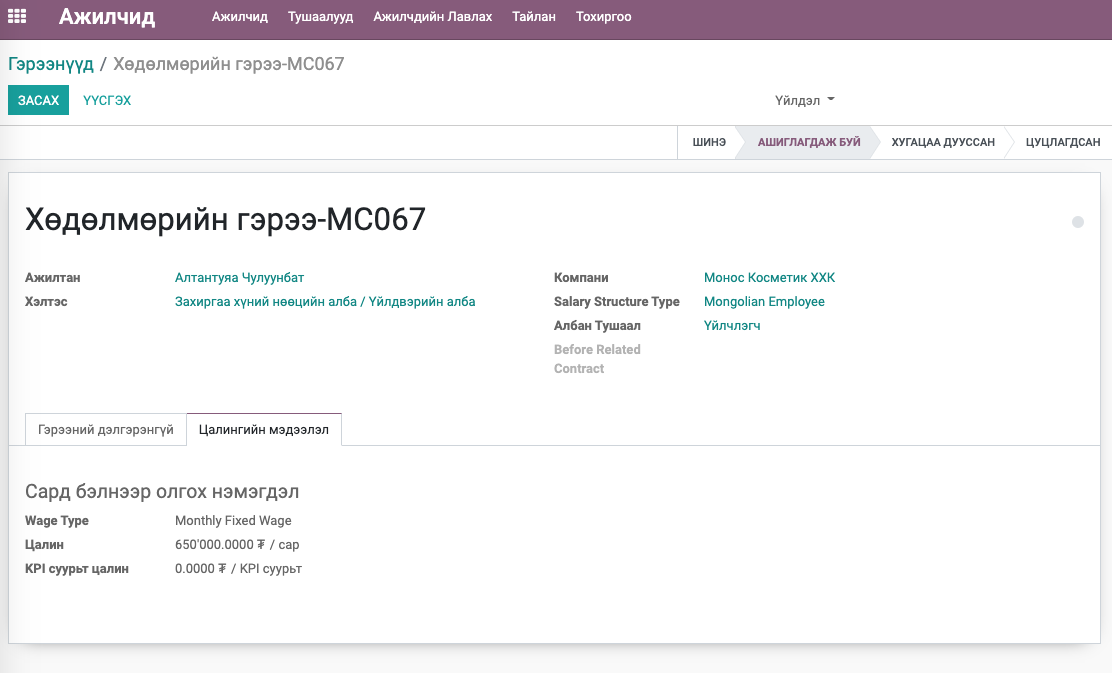 Ажилчид Ажилчид Тушаалууд Ажилчдийн Лавлах Тайлан Тохиргоо
Гэрээнүүд / Хөдөлмөрийн гэрээ-МС067
ЗАСАХ ҮҮСГЭХ Үйлдэл
ШИНЭ АШИГЛАГДАЖ БУЙ ХУГАЦАА ДУУССАН ЦУЦЛАГДСАН
Хөдөлмөрийн гэрээ-МС067
Ажилтан Алтантуяа Чулуунбат
Хэлтэс Захиргаа хүний нөөцийн алба / Үйлдвэрийн алба
Компани Монос Косметик ХХК
Salary Structure Type Mongolian Employee
Албан Тушаал Үйлчлэгч
Before Related
Contract
Гэрээний дэлгэрэнгүй Цалингийн мэдээлэл
Сард бэлнээр олгох нэмэгдэл
Wage Type Monthly Fixed Wage
Цалин 650'000.0000 ₮ / сар
KPI суурьт цалин 0.0000 ₮ / KPI суурьт